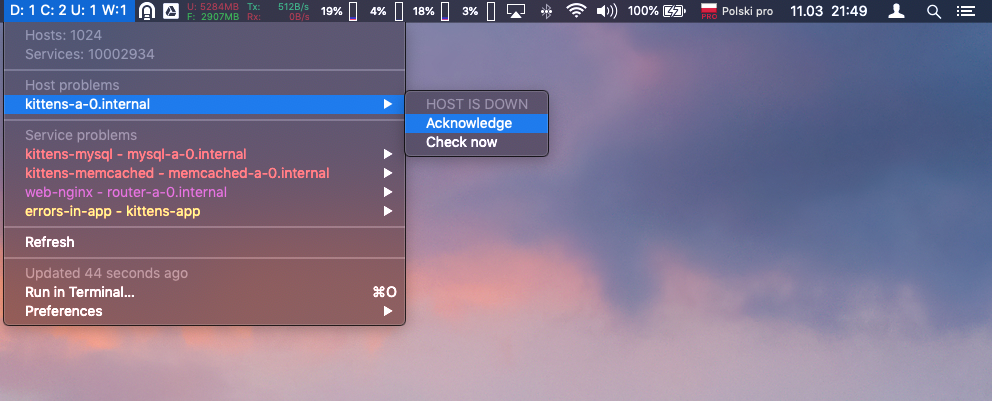 D: 1 C: 2 U: 1 W:1
U: 5284MB
F: 2907MB
Tx: 512B/s
Rx: 0B/s
19% 4% 18% 3% 100% PRO Polski pro 11.03 21:49
Hosts: 1024
Services: 10002934
Host problems
kittens-a-0.internal
HOST IS DOWN
Acknowledge
Check now
Service problems
kittens-mysql - mysql-a-0.internal
kittens-memcached - memcached-a-0.internal
web-nginx - router-a-0.internal
errors-in-app - kittens-app
Refresh
Updated 44 seconds ago
Run in Terminal... ⌘O
Preferences